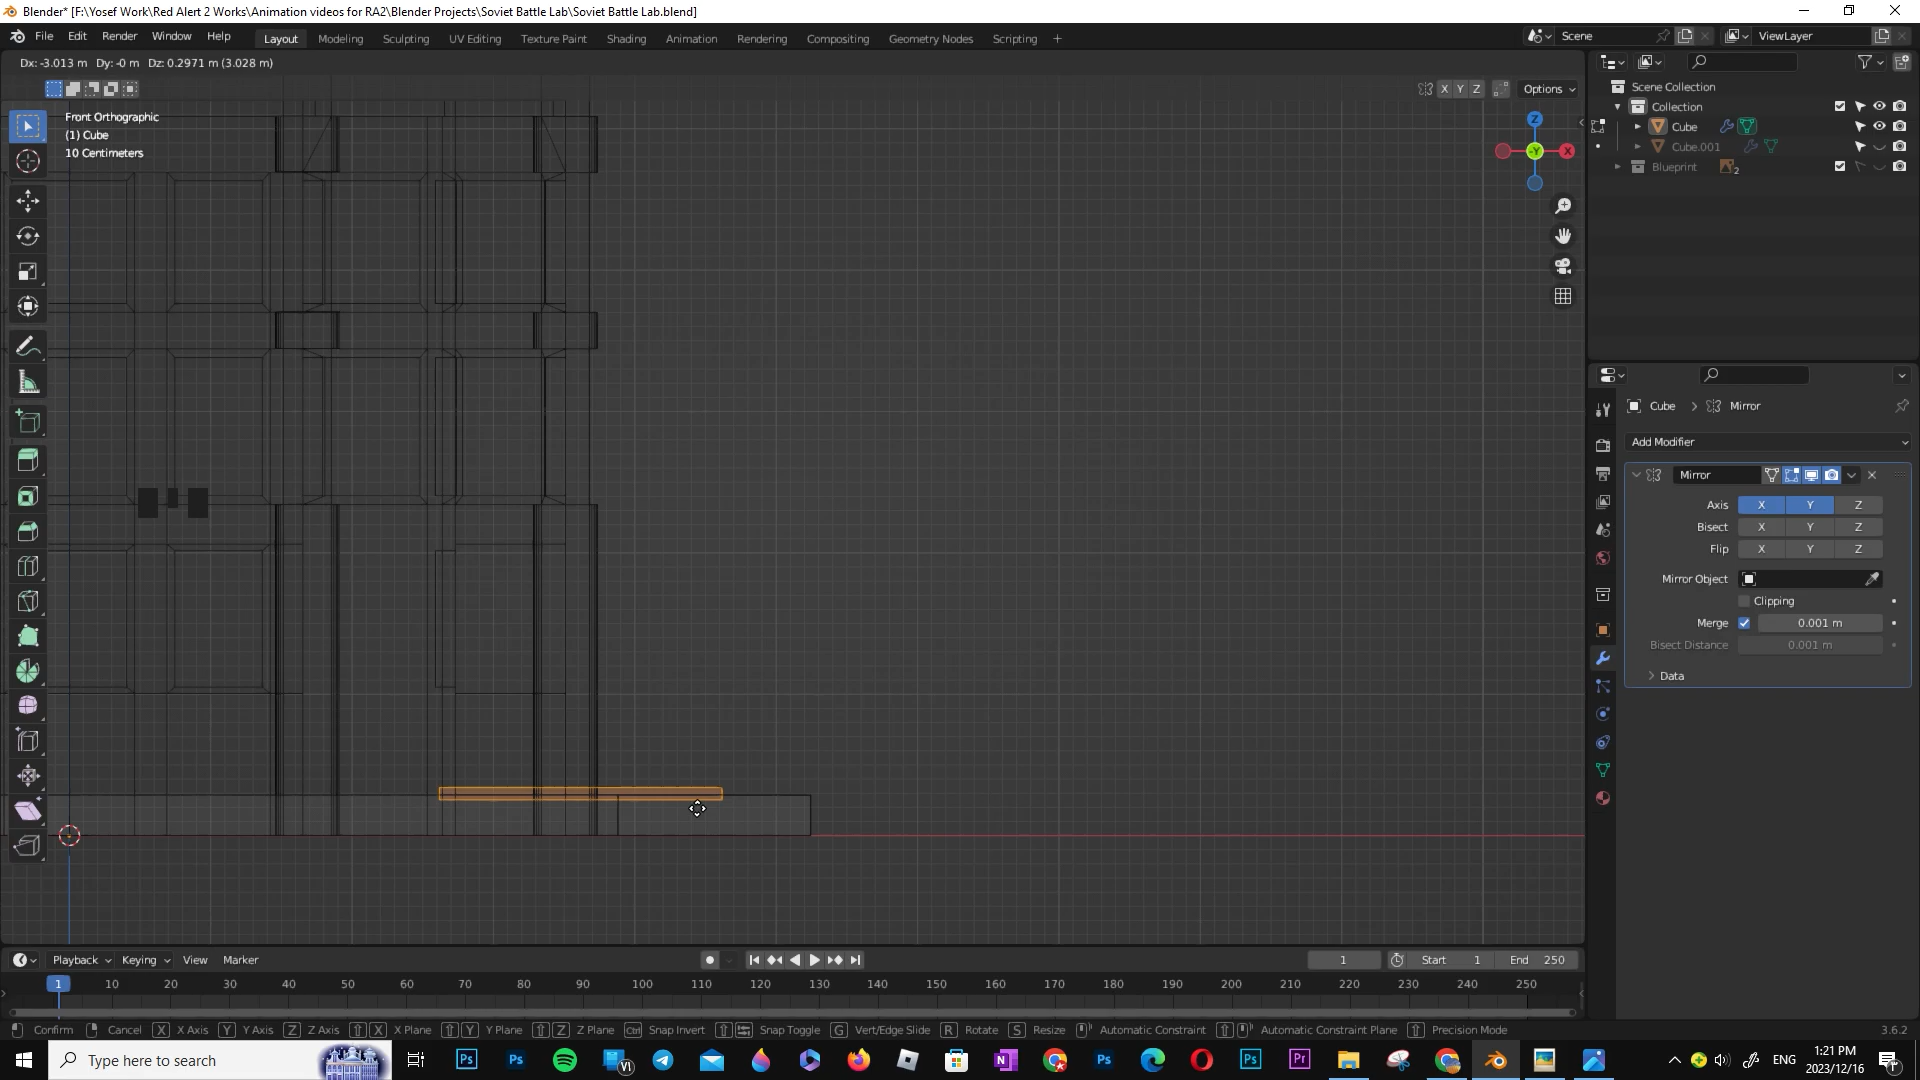 Blender* [F:\Yosef Work\Red Alert 2 Works\Animation videos for RA2\Blender Projects\Soviet Battle Lab\Soviet Battle Lab.blend]
File Edit Render Window Help Layout Modeling Sculpting UV Editing Texture Paint Shading Animation Rendering Compositing Geometry Nodes Scripting + Scene ViewLayer
Dx: -3.013 m Dy: -0 m Dz: 0.2971 m (3.028 m)
X Y Z Options
Scene Collection
Front Orthographic
Collection
(1) Cube
Cube
10 Centimeters
Cube.001
Blueprint 2
Z
-Y
X
Cube > Mirror
Add Modifier
Mirror
Axis X Y Z
Bisect X Y Z
Flip X Y Z
Mirror Object
Clipping
Merge 0.001 m
Bisect Distance 0.001 m
Data
Playback Keying View Marker 1 Start 1 End 250
1 10 20 30 40 50 60 70 80 90 100 110 120 130 140 150 160 170 180 190 200 210 220 230 240 250
Confirm Cancel X X Axis Y Y Axis Z Z Axis X X Plane Y Y Plane Z Z Plane Ctrl Snap Invert Snap Toggle G Vert/Edge Slide R Rotate S Resize Automatic Constraint Automatic Constraint Plane Precision Mode 3.6.2
Type here to search Ps Ps VI N Ps Ps Pr ENG 1:21 PM
2023/12/16